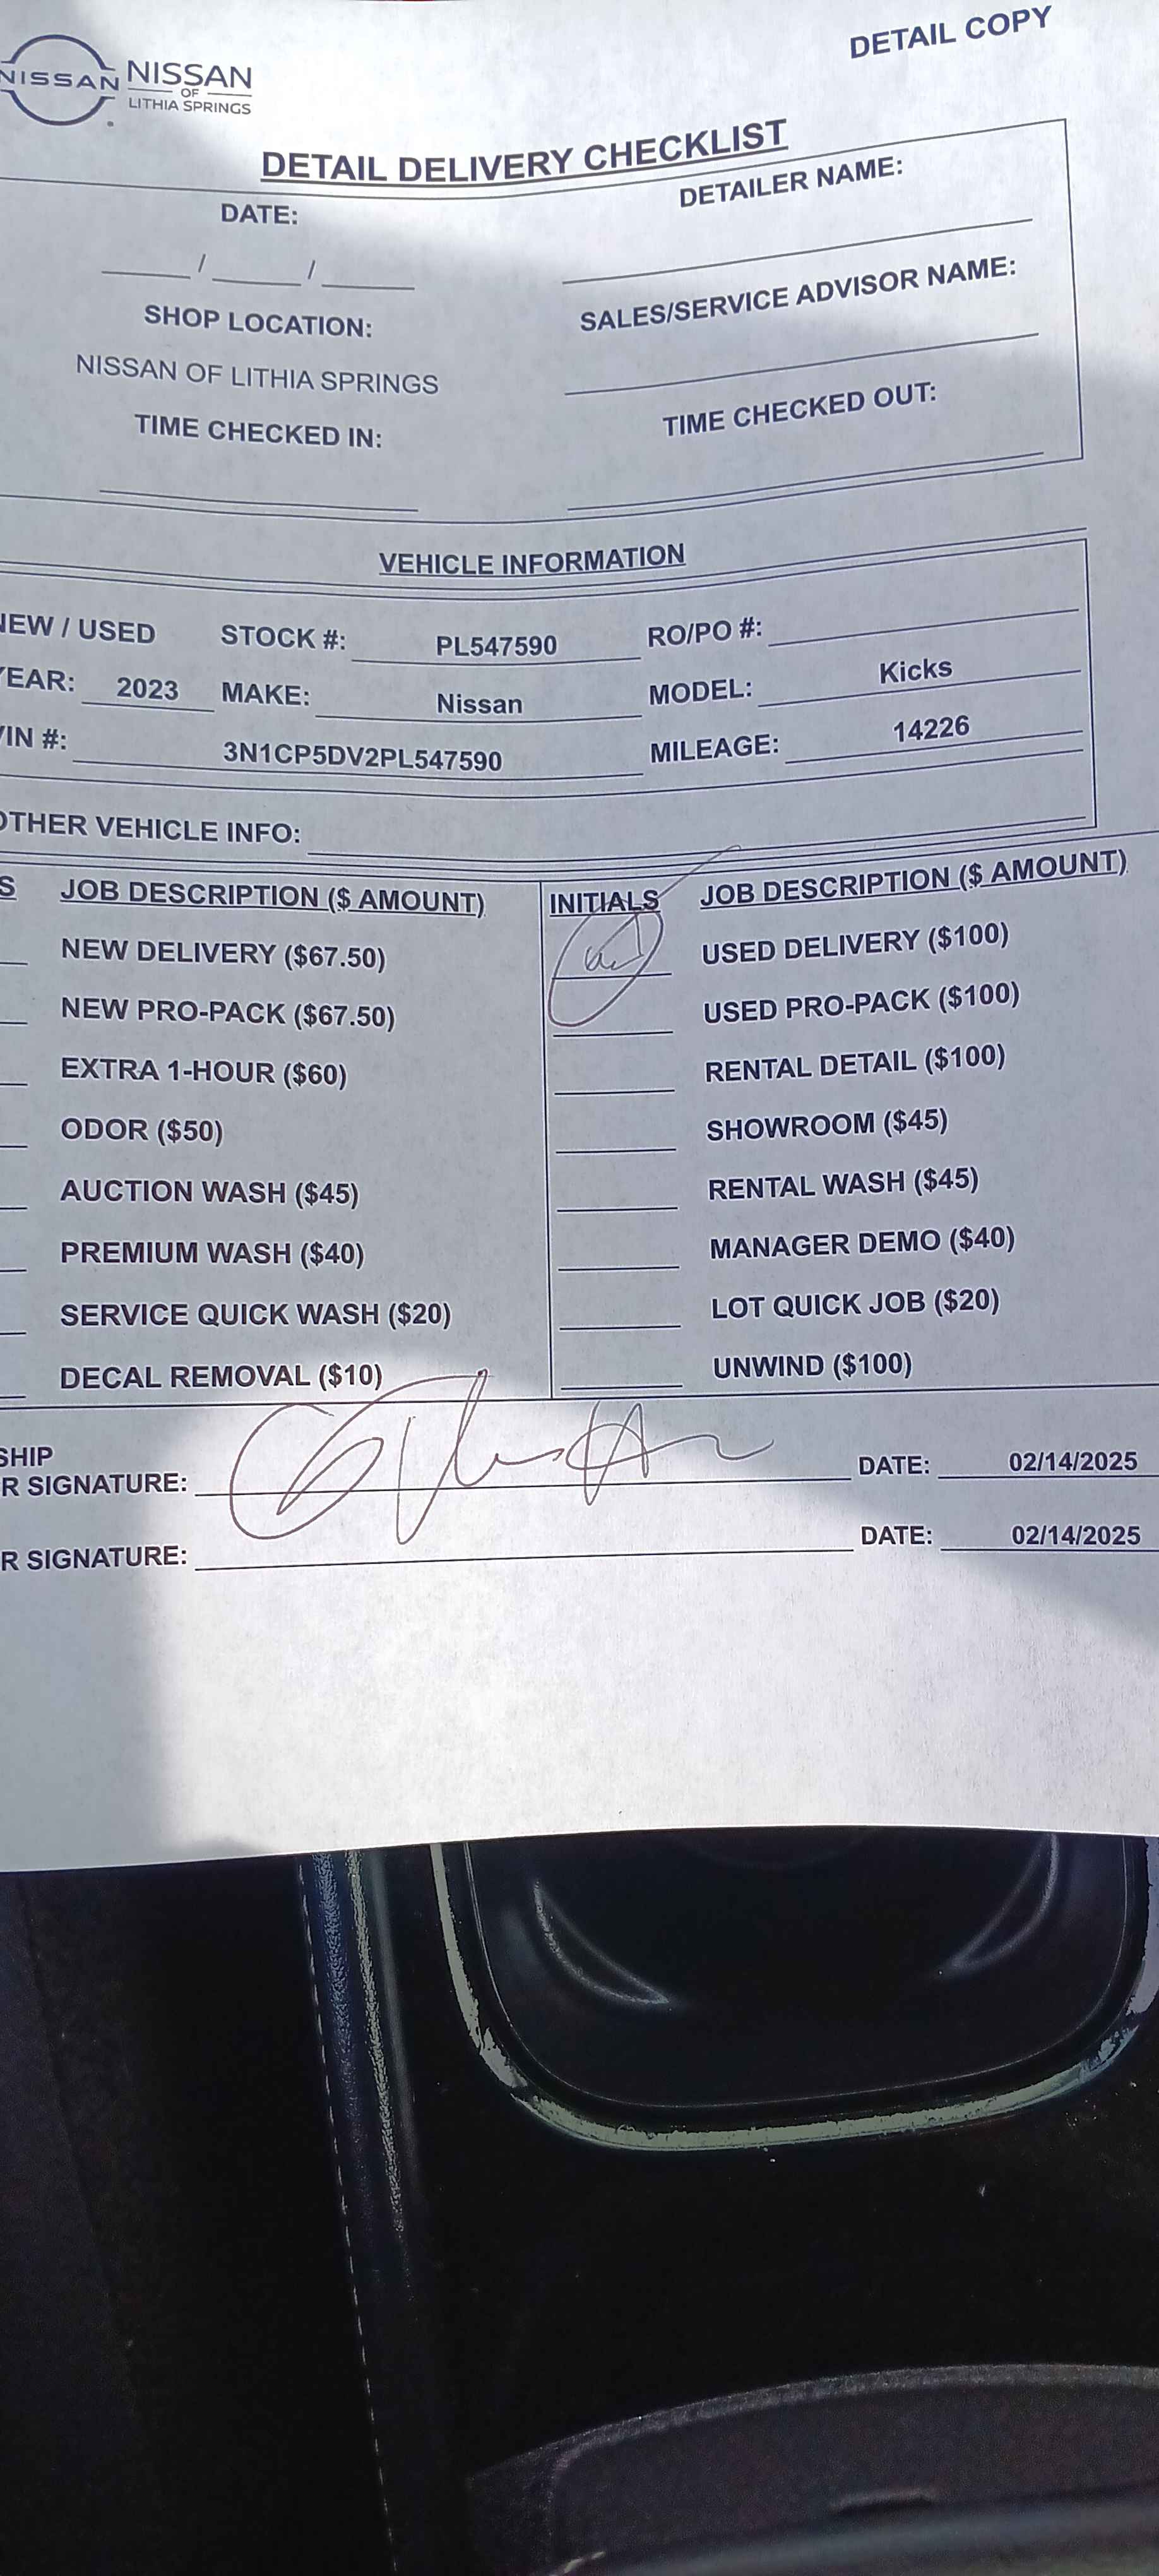 DETAIL COPY
NISSAN NISSAN
OF
LITHIA SPRINGS
DETAIL DELIVERY CHECKLIST
DATE: DETAILER NAME:
/ /
SHOP LOCATION: SALES/SERVICE ADVISOR NAME:
NISSAN OF LITHIA SPRINGS
TIME CHECKED IN: TIME CHECKED OUT:
VEHICLE INFORMATION
NEW / USED STOCK #: PL547590 RO/PO #:
YEAR: 2023 MAKE: Nissan MODEL: Kicks
VIN #: 3N1CP5DV2PL547590 MILEAGE: 14226
OTHER VEHICLE INFO:
S JOB DESCRIPTION ($ AMOUNT) INITIALS JOB DESCRIPTION ($ AMOUNT)
NEW DELIVERY ($67.50) USED DELIVERY ($100)
NEW PRO-PACK ($67.50) USED PRO-PACK ($100)
EXTRA 1-HOUR ($60) RENTAL DETAIL ($100)
ODOR ($50) SHOWROOM ($45)
AUCTION WASH ($45) RENTAL WASH ($45)
PREMIUM WASH ($40) MANAGER DEMO ($40)
SERVICE QUICK WASH ($20) LOT QUICK JOB ($20)
DECAL REMOVAL ($10) UNWIND ($100)
SHIP
R SIGNATURE: DATE: 02/14/2025
R SIGNATURE: DATE: 02/14/2025